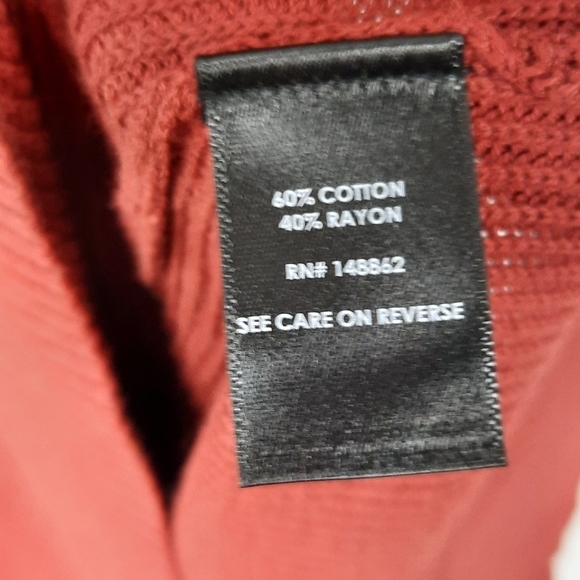 60% COTTON
40% RAYON
RN# 148862
SEE CARE ON REVERSE